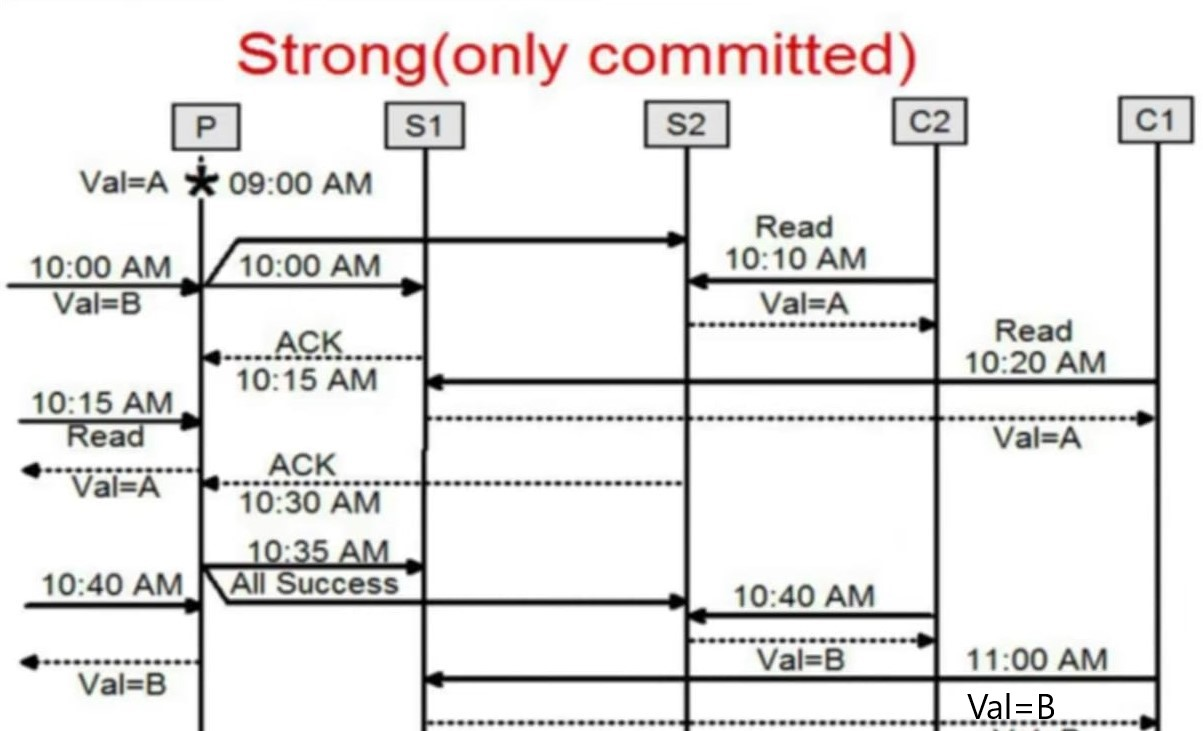 Strong(only committed)
P
S1
S2
C2
C1
Val=A
09:00 AM
Read
10:00 AM
10:00 AM
10:10 AM
Val=B
Val=A
Read
ACK
10:20 AM
10:15 AM
10:15 AM
Read
Val=A
ACK
Val=A
10:30 AM
10:35 AM
10:40 AM
All Success
10:40 AM
Val=B
11:00 AM
Val=B
Val=B